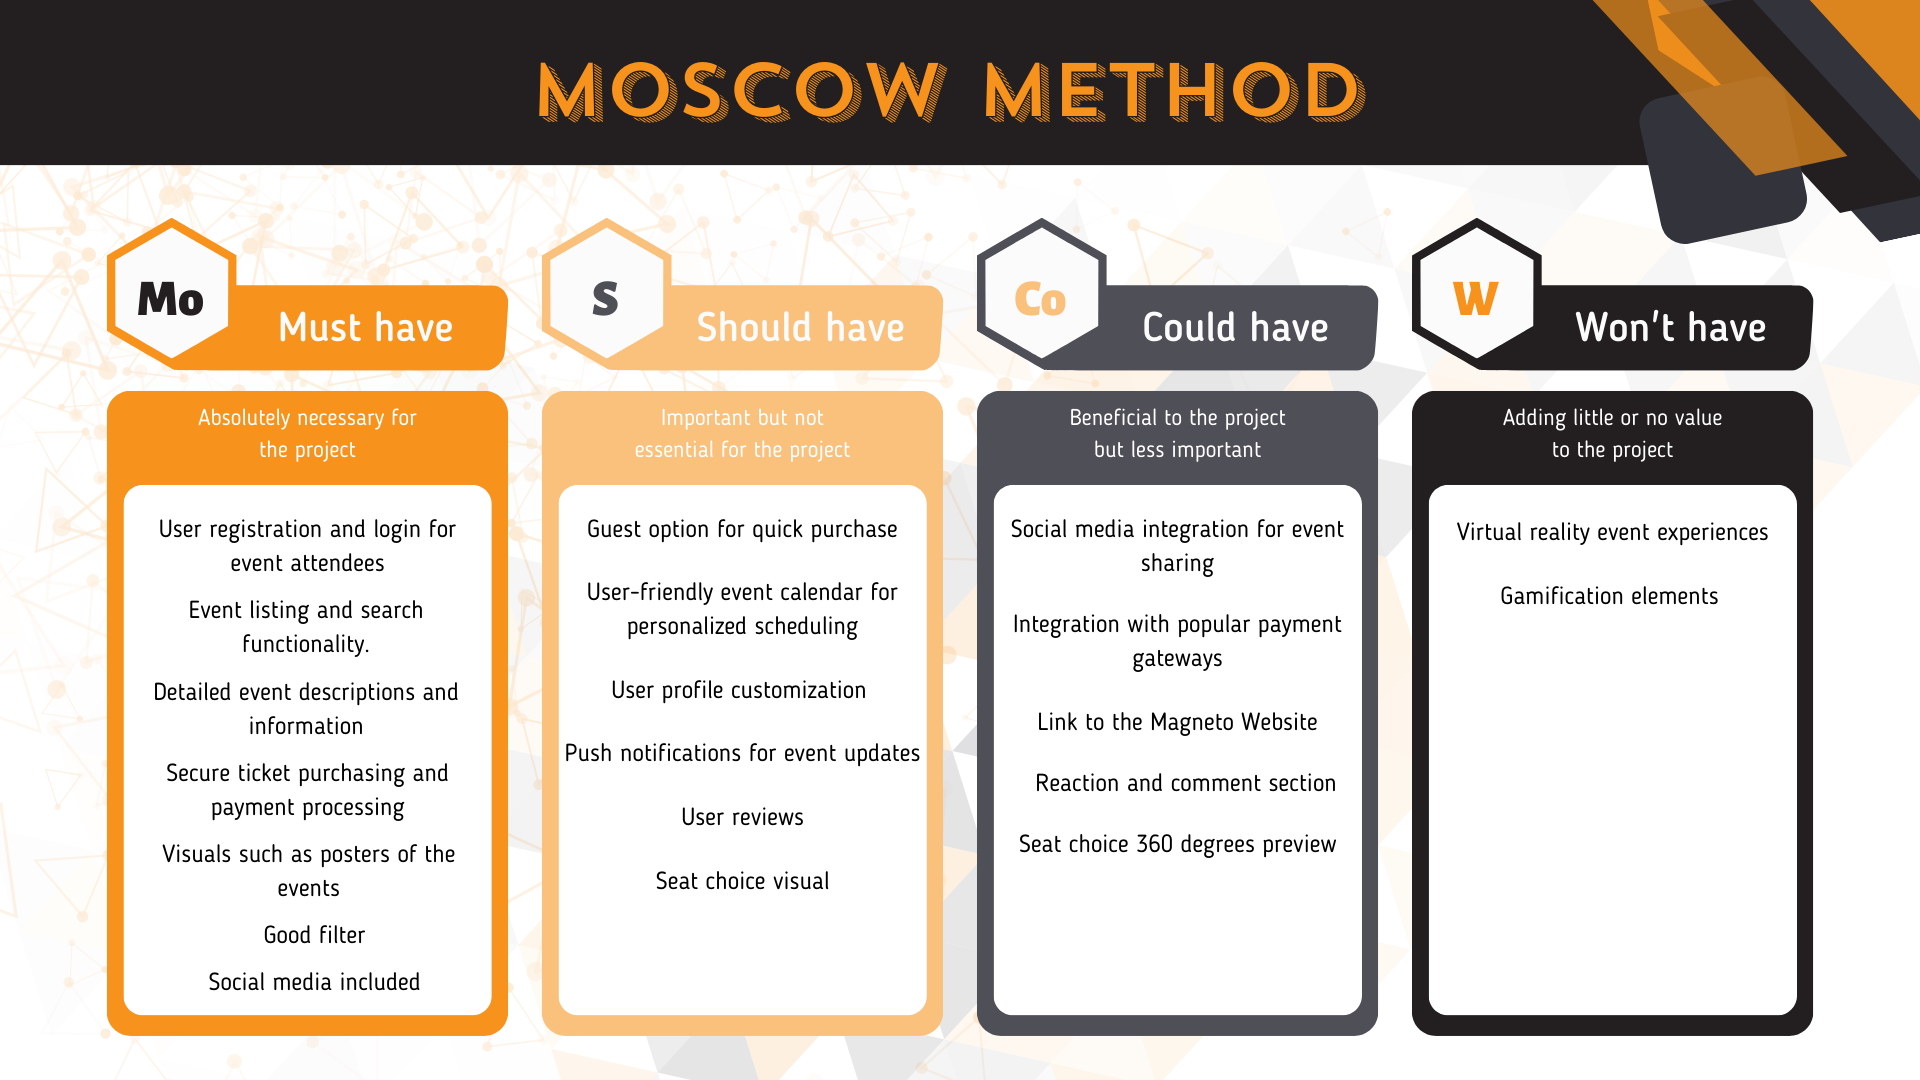 MOSCOW METHOD
Mo
Must have
Absolutely necessary for
the project
User registration and login for
event attendees
Event listing and search
functionality.
Detailed event descriptions and
information
Secure ticket purchasing and
payment processing
Visuals such as posters of the
events
Good filter
Social media included
S
Should have
Important but not
essential for the project
Guest option for quick purchase
User-friendly event calendar for
personalized scheduling
User profile customization
Push notifications for event updates
User reviews
Seat choice visual
Co
Could have
Beneficial to the project
but less important
Social media integration for event
sharing
Integration with popular payment
gateways
Link to the Magneto Website
Reaction and comment section
Seat choice 360 degrees preview
W
Won't have
Adding little or no value
to the project
Virtual reality event experiences
Gamification elements